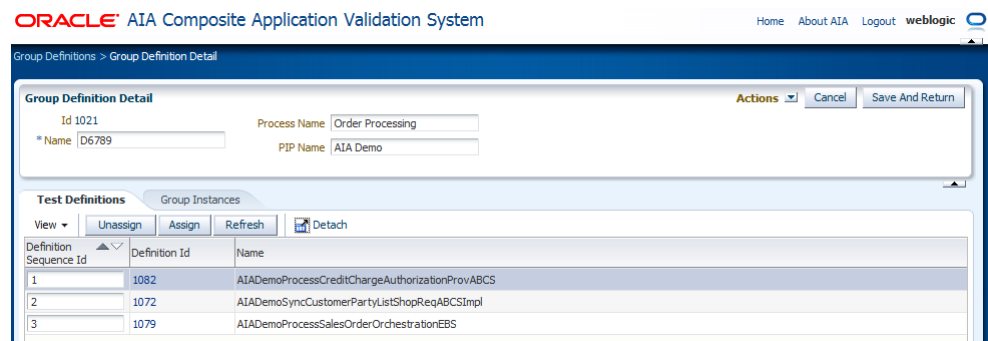 ORACLE AIA Composite Application Validation System
Home About AIA Logout weblogic
Group Definitions > Group Definition Detail
Group Definition Detail
Actions Cancel Save And Return
Id 1021
Process Name Order Processing
* Name D6789
PIP Name AIA Demo
Test Definitions Group Instances
View Unassign Assign Refresh Detach
Definition Sequence Id Definition Id Name
1 1082 AIADemoProcessCreditChargeAuthorizationProvABCS
2 1072 AIADemoSyncCustomerPartyListShopReqABCSImpl
3 1079 AIADemoProcessSalesOrderOrchestrationEBS